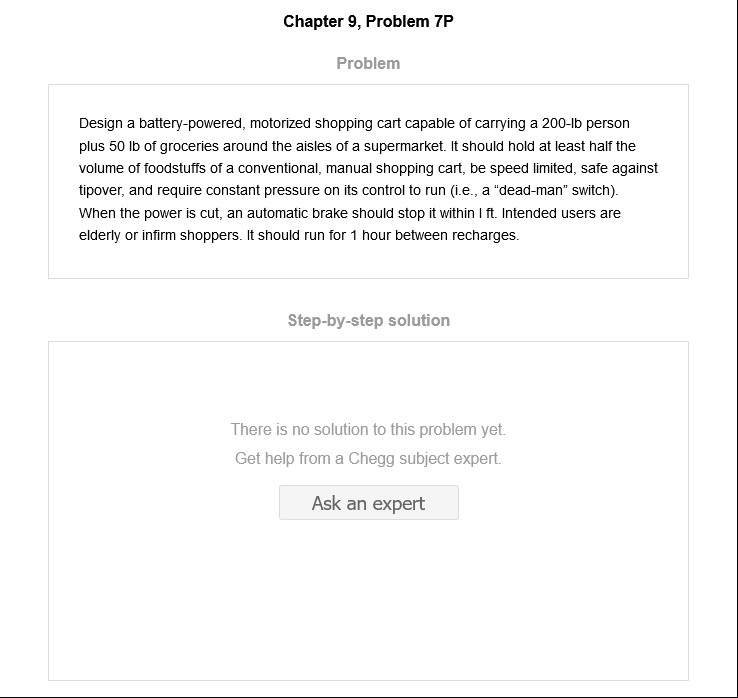 Chapter 9, Problem 7P
Problem
Design a battery-powered, motorized shopping cart capable of carrying a 200-lb person
plus 50 lb of groceries around the aisles of a supermarket. It should hold at least half the
volume of foodstuffs of a conventional, manual shopping cart, be speed limited, safe against
tipover, and require constant pressure on its control to run (i.e., a “dead-man” switch).
When the power is cut, an automatic brake should stop it within l ft. Intended users are
elderly or infirm shoppers. It should run for 1 hour between recharges.
Step-by-step solution
There is no solution to this problem yet.
Get help from a Chegg subject expert.
Ask an expert